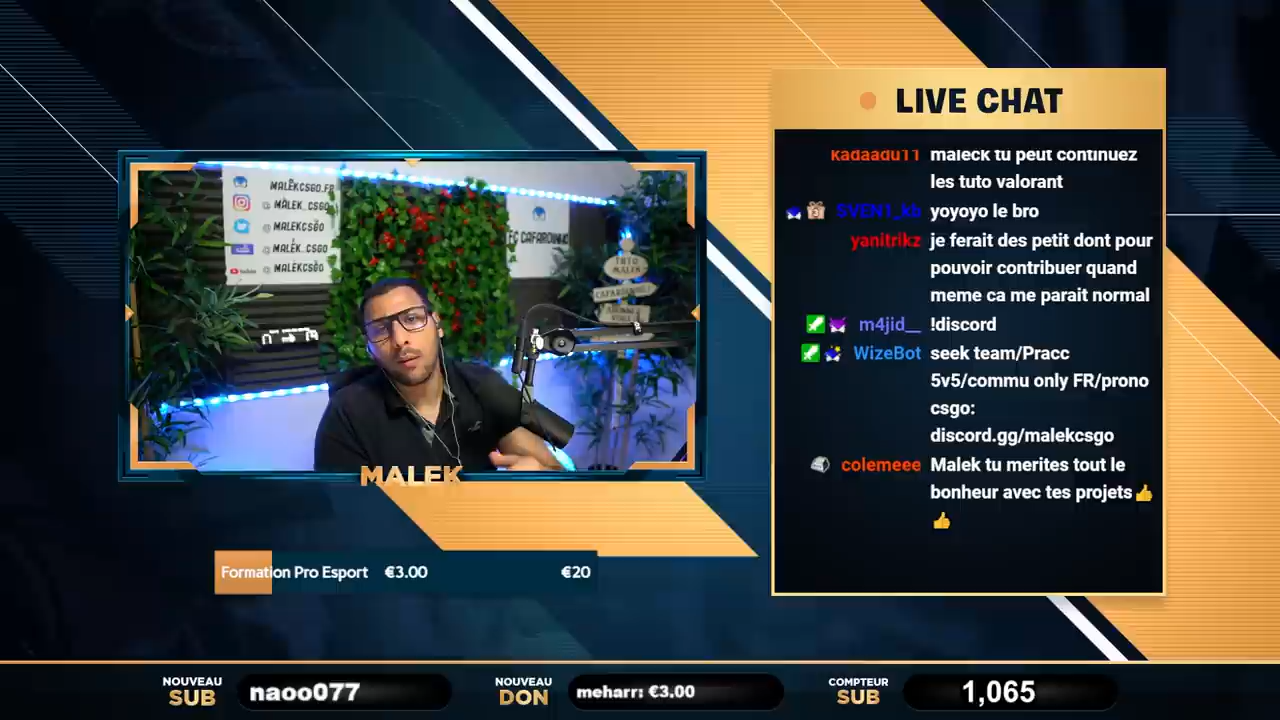 LIVE CHAT
Kadaadu11 maleck tu peut continuez
les tuto valorant
SVEN1_kb yoyoyo le bro
yanitrikz je ferait des petit dont pour
pouvoir contribuer quand
meme ca me parait normal
m4jid__ !discord
WizeBot seek team/Pracc
5v5/commu only FR/prono
csgo:
discord.gg/malekcsgo
colemeee Malek tu merites tout le
bonheur avec tes projets
MALEKCSGO.FR
@ MALEK_CSGO
@ MALEKCSGO
@ MALEK_CSGO
YouTube @ MALEKCSGO
TUTO
MALEK
MALEK
Formation Pro Esport €3.00 €20
NOUVEAU
SUB
naoo077
NOUVEAU
DON
meharr: €3.00
COMPTEUR
SUB
1,065